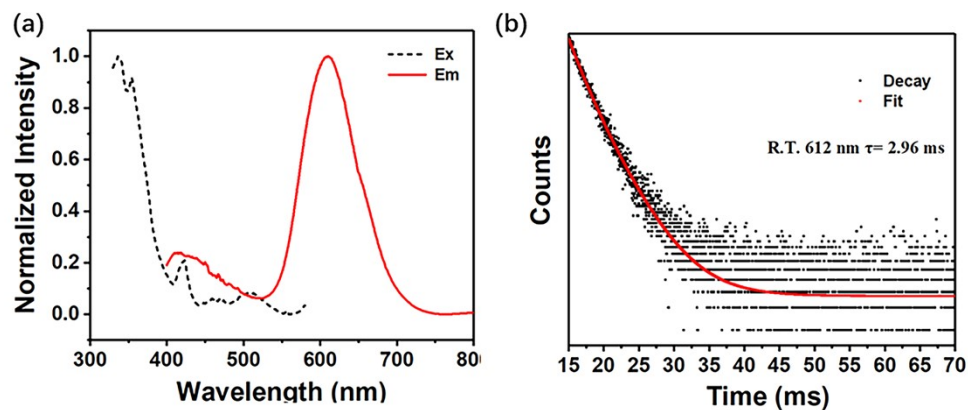 (a)
Normalized Intensity
1.0
0.8
0.6
0.4
0.2
0.0
Ex
Em
300 400 500 600 700 80
Wavelength (nm)
(b)
Counts
Decay
Fit
R.T. 612 nm τ= 2.96 ms
15 20 25 30 35 40 45 50 55 60 65 70
Time (ms)